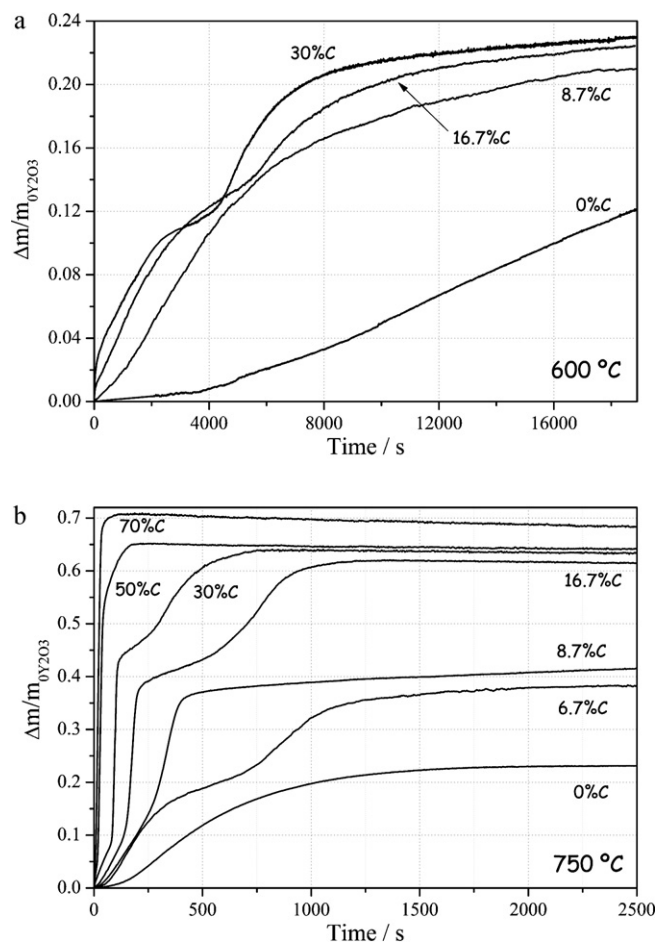 a
0.24
30%C
0.20
8.7%C
16.7%C
0.16
Δm/m0Y2O3
0%C
0.12
0.08
0.04
600 ºC
0.00
0 4000 8000 12000 16000
Time / s
b
0.7
70%C
0.6
50%C 30%C
16.7%C
0.5
8.7%C
Δm/m0Y2O3
0.4
6.7%C
0.3
0%C
0.2
0.1
750 ºC
0.0
0 500 1000 1500 2000 2500
Time / s